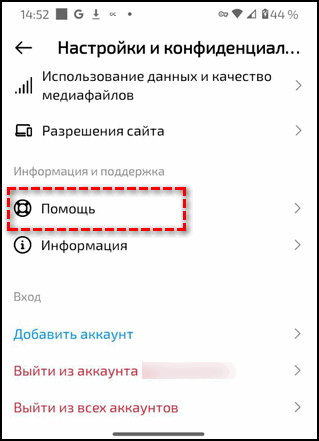 14:52 G 44 %
Настройки и конфиденциал...
Использование данных и качество
медиафайлов
Разрешения сайта
Информация и поддержка
Помощь
Информация
Вход
Добавить аккаунт
Выйти из аккаунта
Выйти из всех аккаунтов